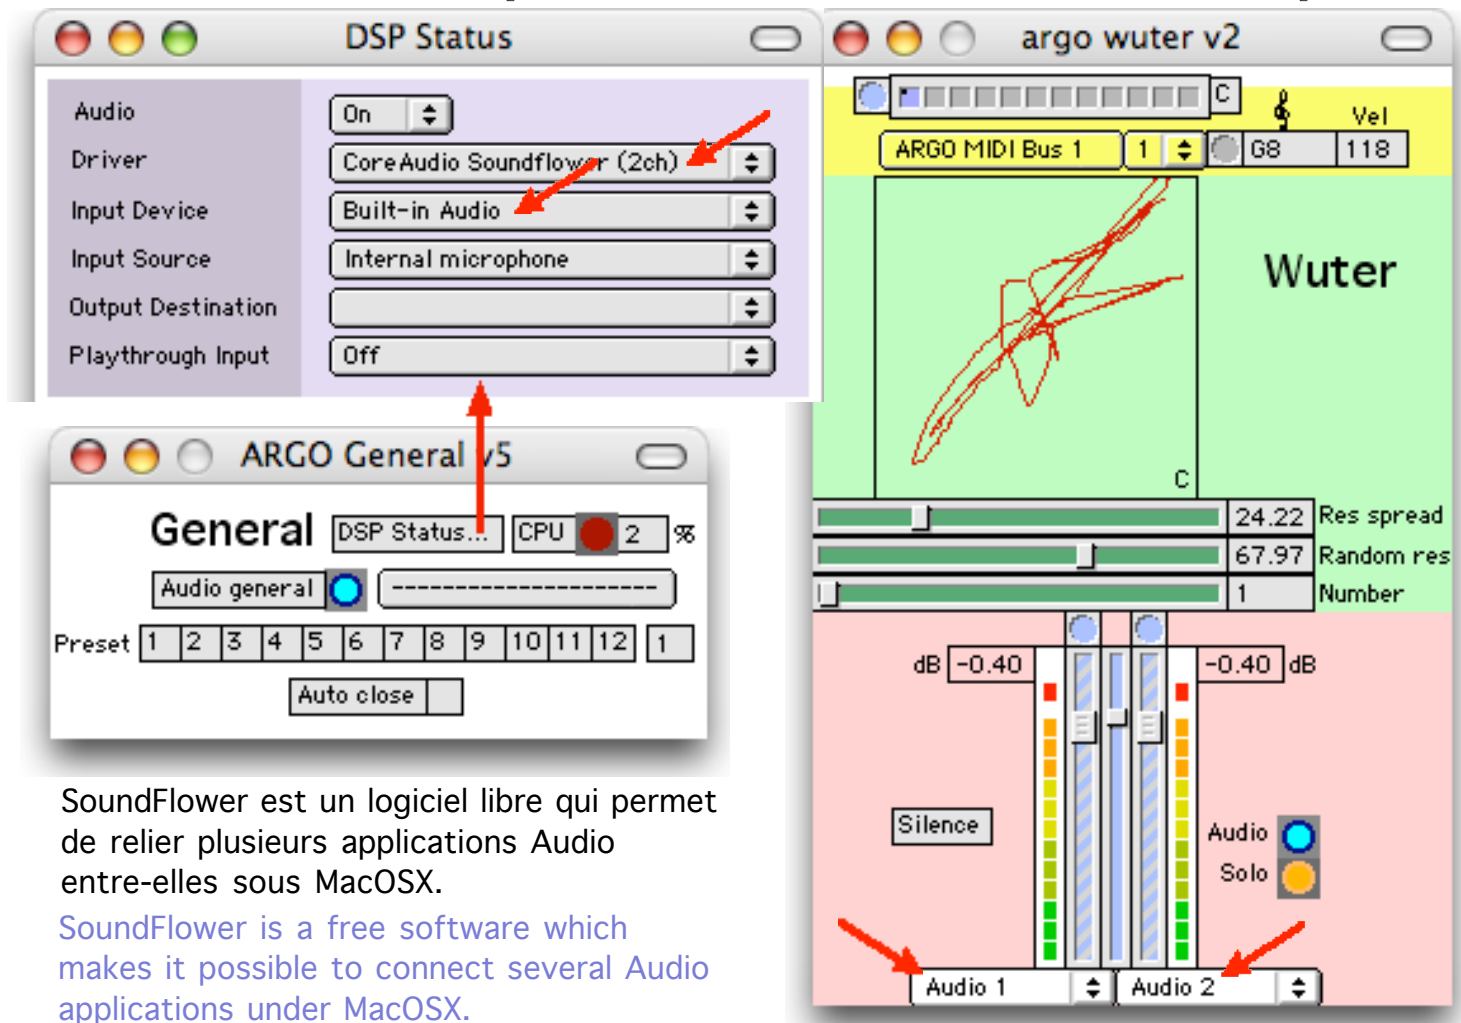 DSP Status
Audio On
Driver CoreAudio Soundflower (2ch)
Input Device Built-in Audio
Input Source Internal microphone
Output Destination
Playthrough Input Off
ARGO General v5
General DSP Status... CPU 2 %
Audio general --------------------
Preset 1 2 3 4 5 6 7 8 9 10 11 12 1
Auto close
SoundFlower est un logiciel libre qui permet
de relier plusieurs applications Audio
entre-elles sous MacOSX.
SoundFlower is a free software which
makes it possible to connect several Audio
applications under MacOSX.
argo wuter v2
C
Vel
ARGO MIDI Bus 1 1 G8 118
Wuter
C
24.22 Res spread
67.97 Random res
1 Number
dB -0.40 -0.40 dB
Silence
Audio
Solo
Audio 1 Audio 2